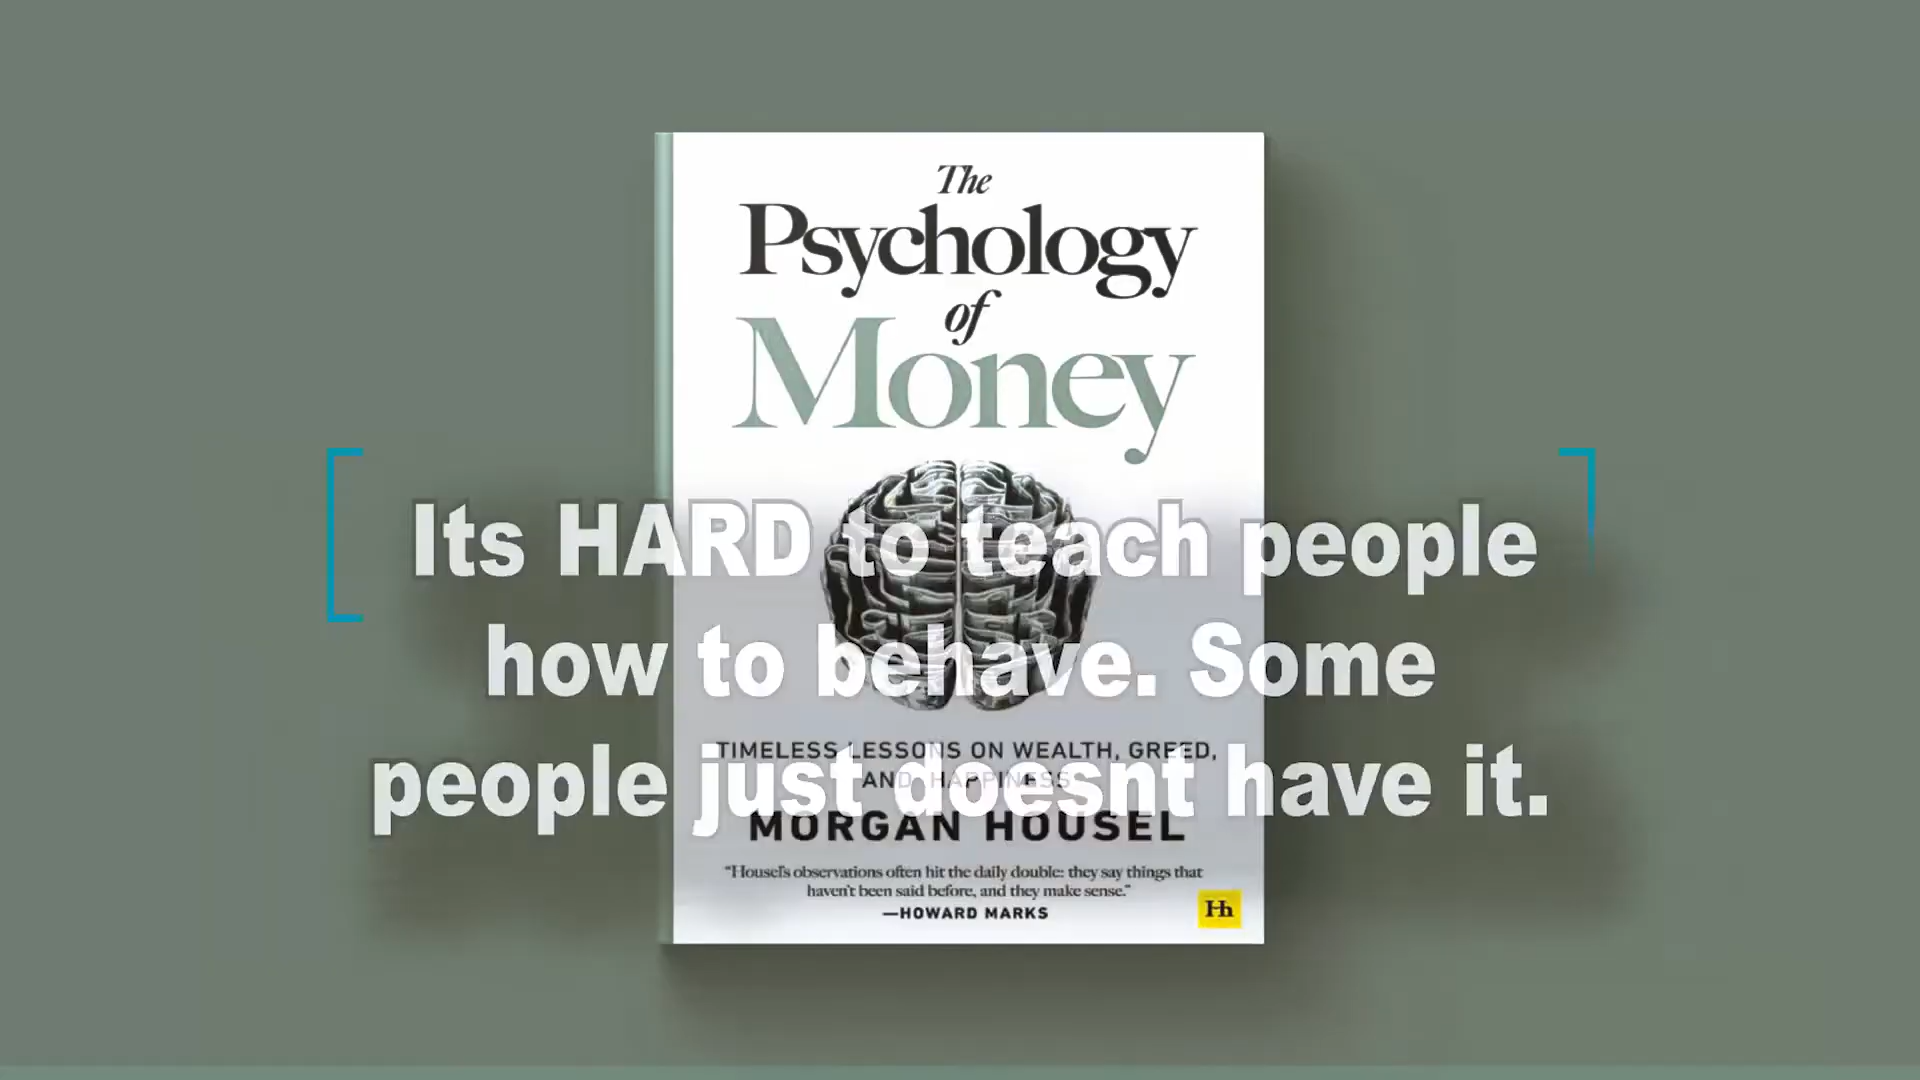 The
Psychology
of
Money
Its HARD to teach people
how to behave. Some
people just doesnt have it.
TIMELESS LESSONS ON WEALTH, GREED,
AND HAPPINESS
MORGAN HOUSEL
“Housel's observations often hit the daily double: they say things that
haven't been said before, and they make sense.”
—HOWARD MARKS
Hh